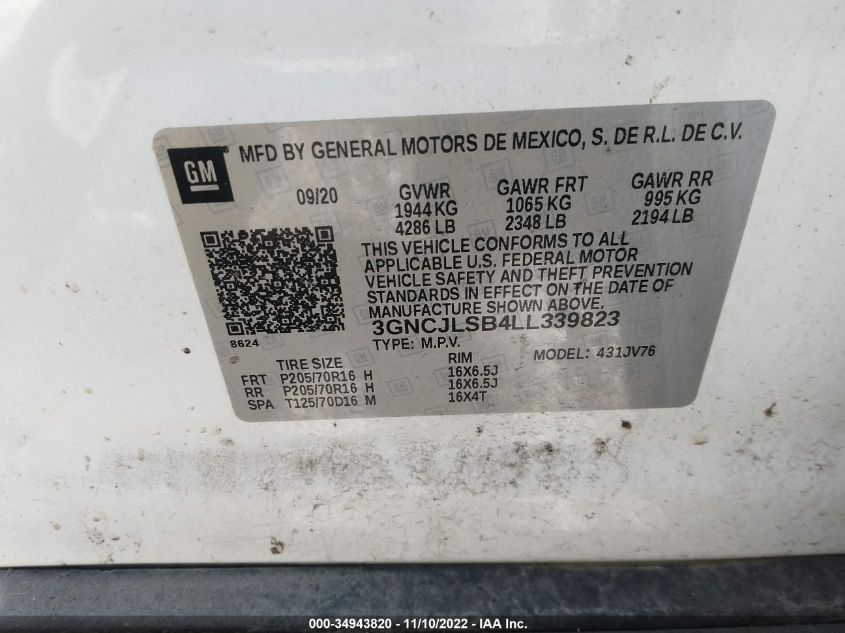 GM ® MFD BY GENERAL MOTORS DE MEXICO, S. DE R.L. DE C.V.
09/20 GVWR GAWR FRT GAWR RR
1944 KG 1065 KG 995 KG
4286 LB 2348 LB 2194 LB
THIS VEHICLE CONFORMS TO ALL
APPLICABLE U.S. FEDERAL MOTOR
VEHICLE SAFETY AND THEFT PREVENTION
STANDARDS IN EFFECT ON THE DATE OF
MANUFACTURE SHOWN ABOVE.
3GNCJLSB4LL339823
8624 TYPE: M.P.V. MODEL: 431JV76
TIRE SIZE RIM
FRT P205/70R16 H 16X6.5J
RR P205/70R16 H 16X6.5J
SPA T125/70D16 M 16X4T
000-34943820 - 11/10/2022 - IAA Inc.